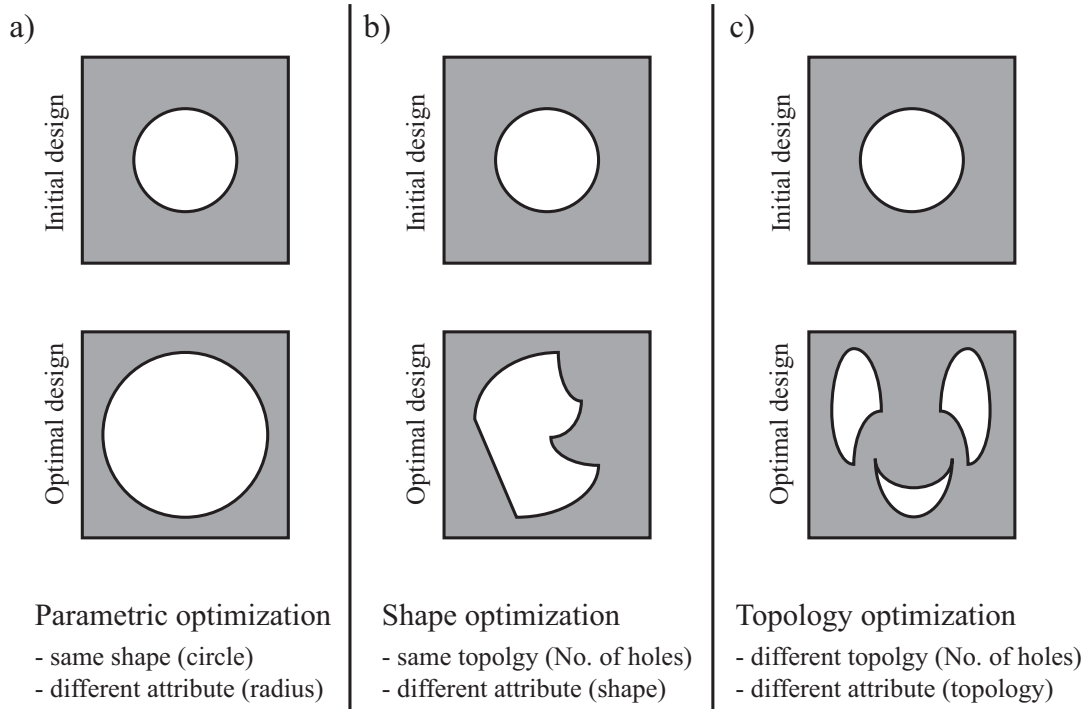 a)
Initial design
Optimal design
Parametric optimization
- same shape (circle)
- different attribute (radius)
b)
Initial design
Optimal design
Shape optimization
- same topolgy (No. of holes)
- different attribute (shape)
c)
Initial design
Optimal design
Topology optimization
- different topolgy (No. of holes)
- different attribute (topology)